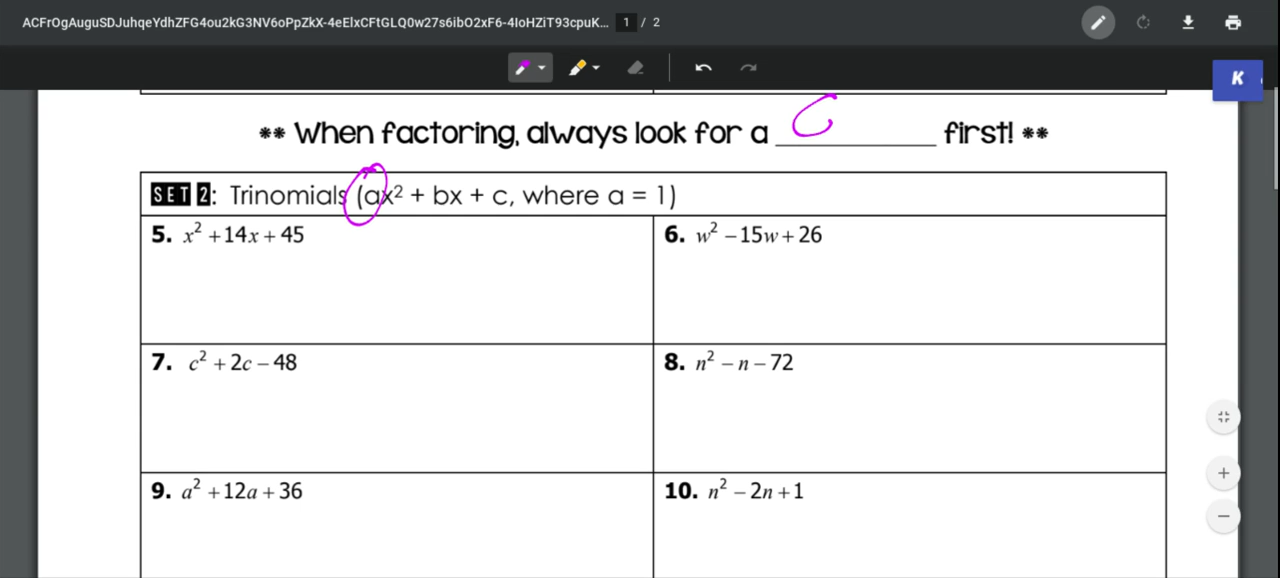 ACFrOgAuguSDJuhqeYdhZFG4ou2kG3NV6oPpZkX-4eElxCFtGLQ0w27s6ibO2xF6-4IoHZiT93cpuK... 1 / 2
K
** When factoring, always look for a C________ first! **
SET 2: Trinomials (ax² + bx + c, where a = 1)
5. x² + 14x + 45
6. w² – 15w + 26
7. c² + 2c – 48
8. n² – n – 72
9. a² + 12a + 36
10. n² – 2n + 1